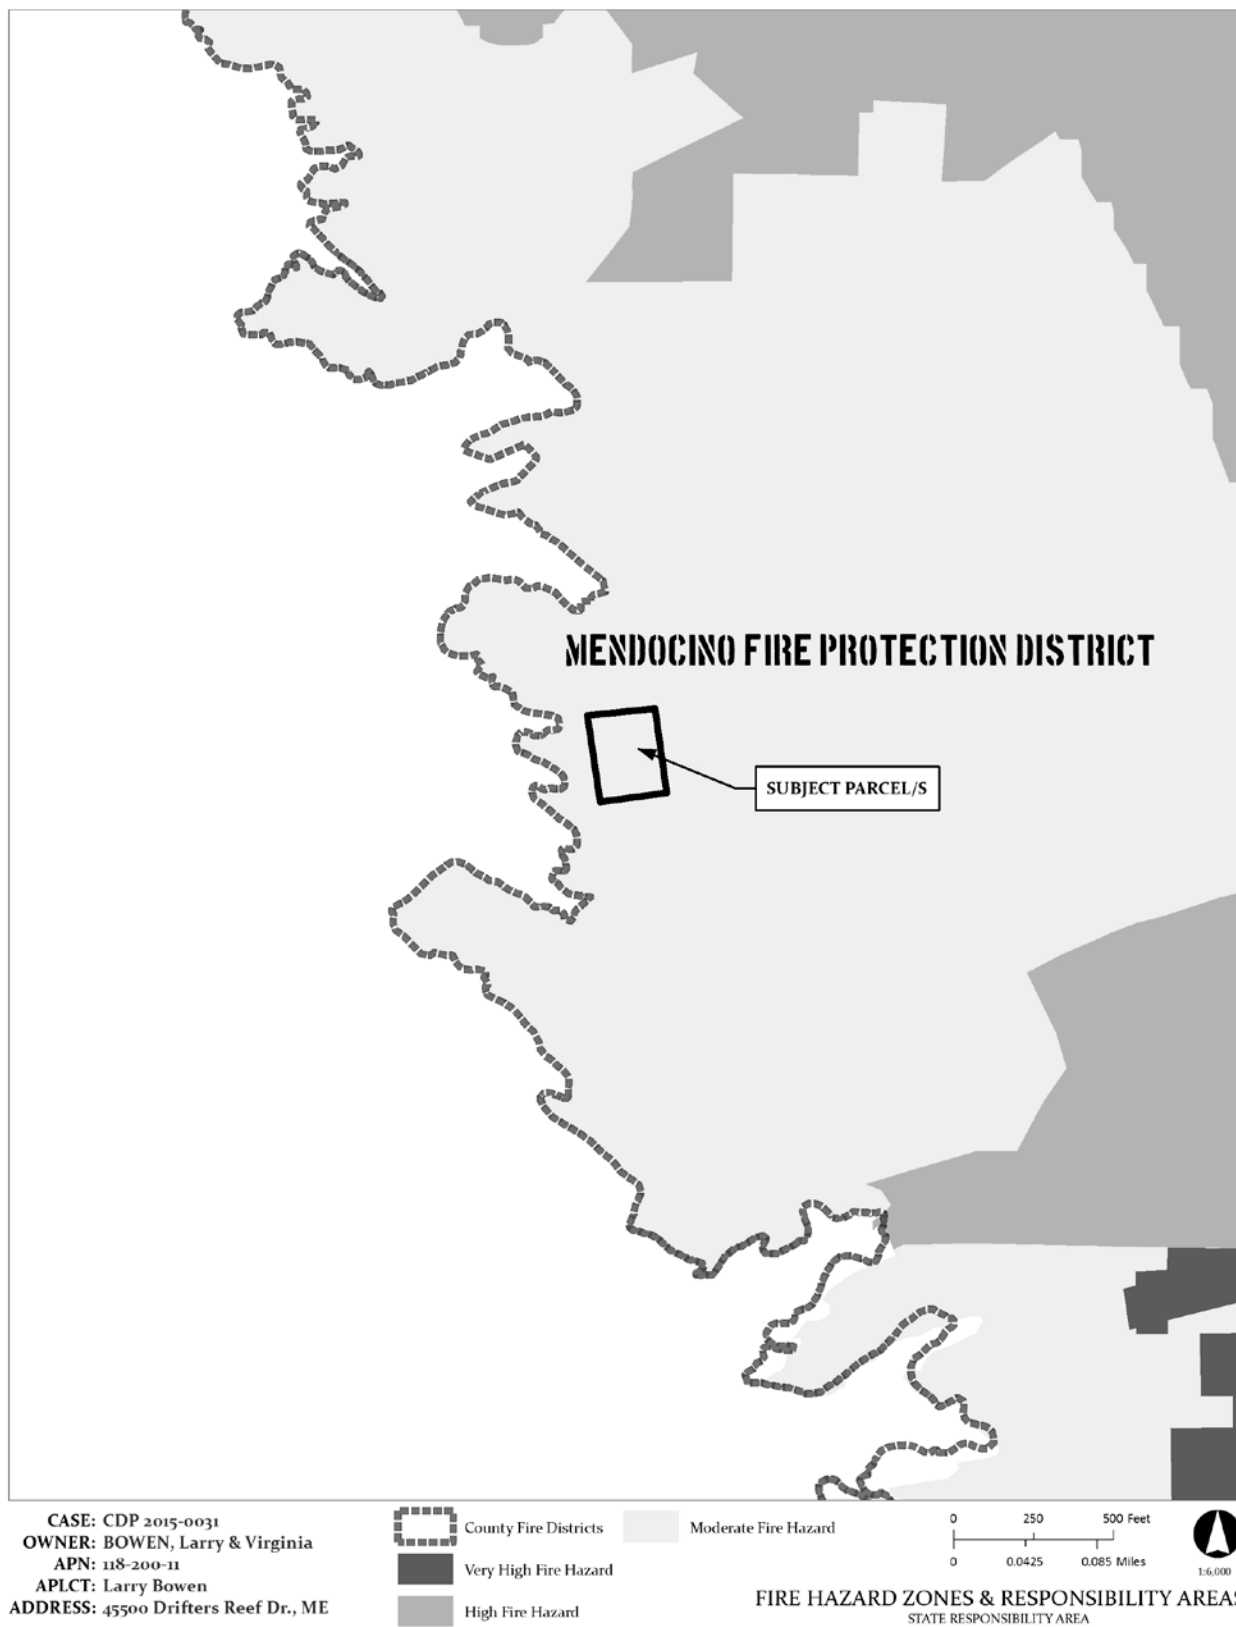 MENDOCINO FIRE PROTECTION DISTRICT
SUBJECT PARCEL/S
CASE: CDP 2015-0031
OWNER: BOWEN, Larry & Virginia
APN: 118-200-11
APLCT: Larry Bowen
ADDRESS: 45500 Drifters Reef Dr., ME
County Fire Districts
Very High Fire Hazard
High Fire Hazard
Moderate Fire Hazard
0 250 500 Feet
0 0.0425 0.085 Miles
1:6,000
FIRE HAZARD ZONES & RESPONSIBILITY AREAS
STATE RESPONSIBILITY AREA